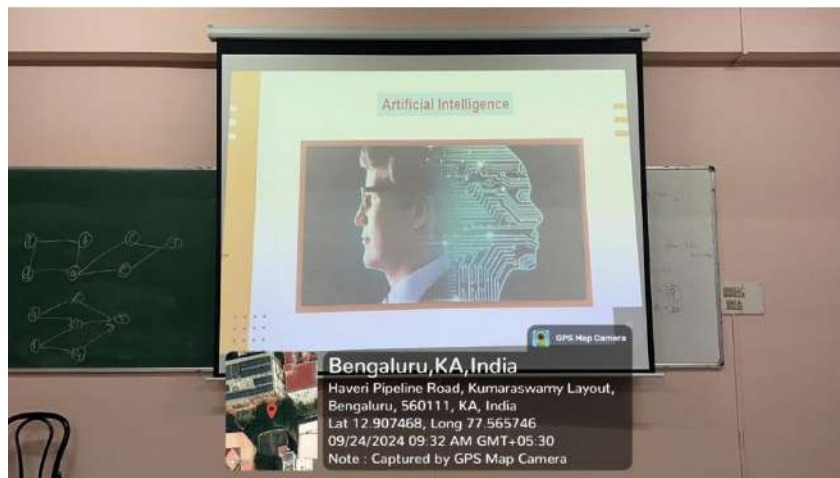 Artificial Intelligence
GPS Map Camera
Bengaluru,KA,India
Haveri Pipeline Road, Kumaraswamy Layout,
Bengaluru, 560111, KA, India
Lat 12.907468, Long 77.565746
09/24/2024 09:32 AM GMT+05:30
Note : Captured by GPS Map Camera